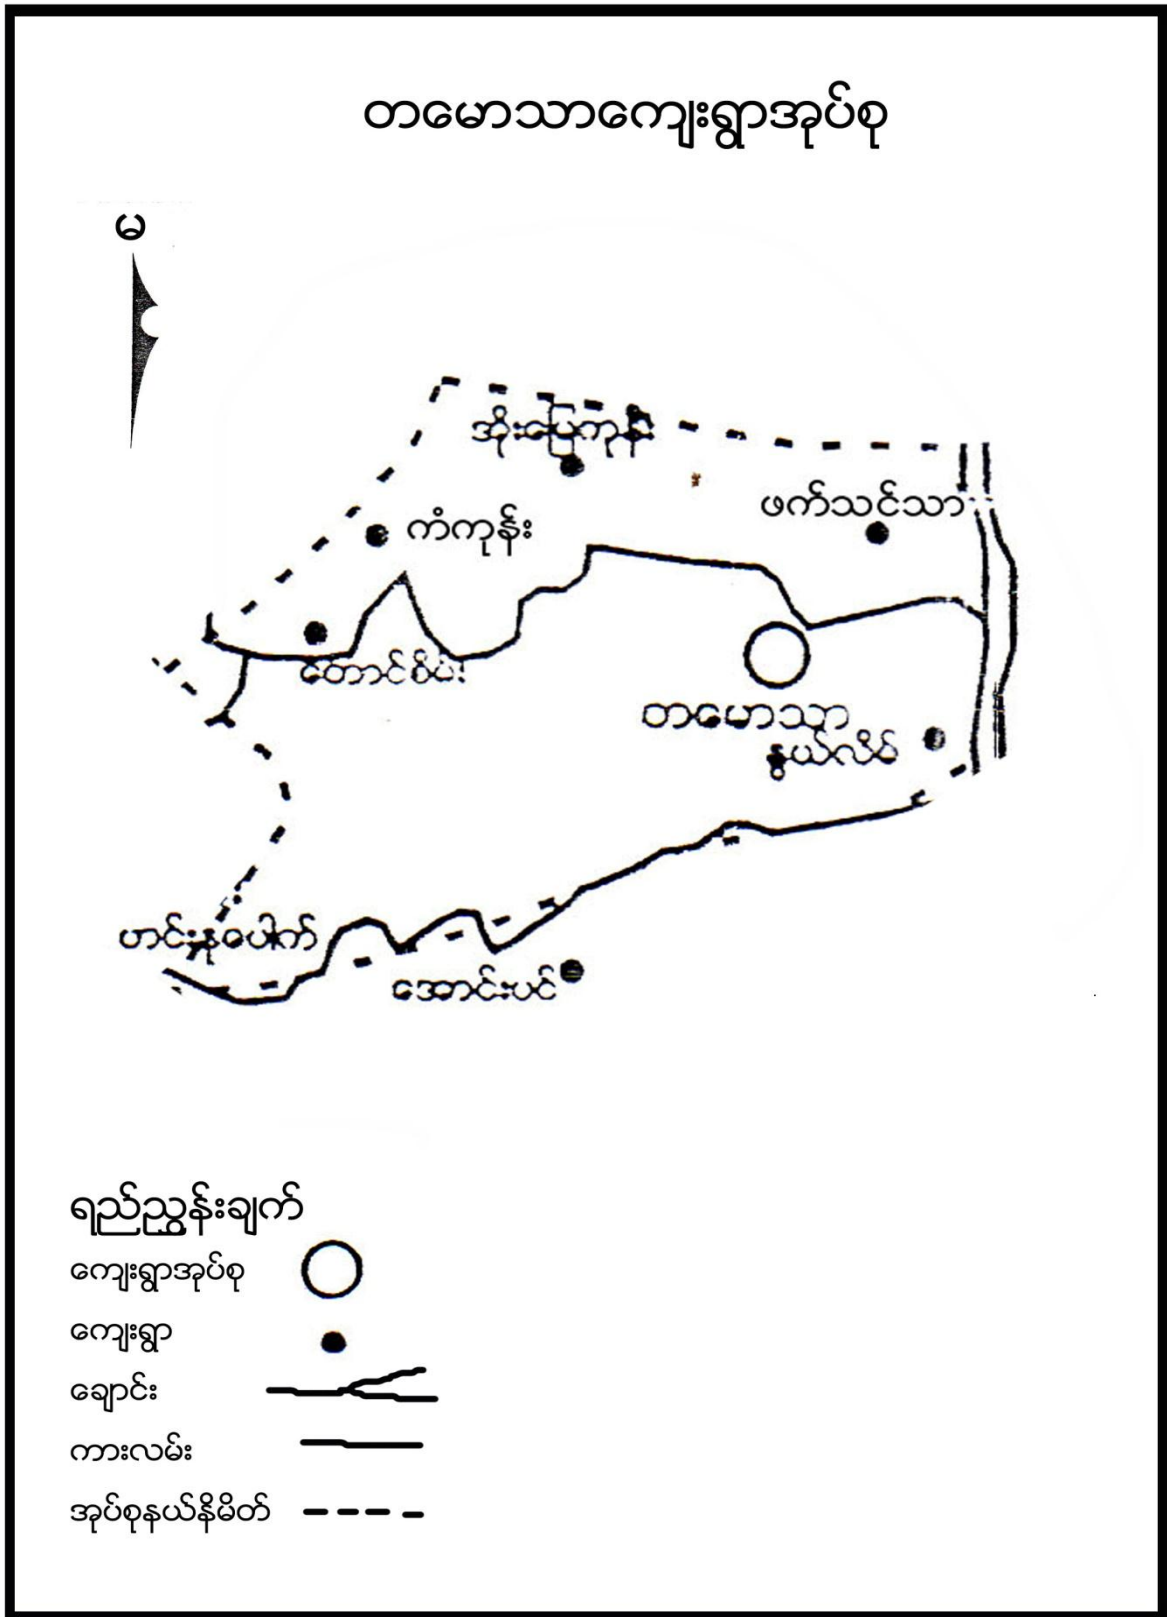 တမောသာကျေးရွာအုပ်စု
မ
အိုးမြေကုန်း
ဖက်သင်သာ
ကံကုန်း
တောင်စိမ်း
တမောသာ
နွယ်လိမ်
ဟင်းနုပေါက်
အောင်းပင်
ရည်ညွှန်းချက်
ကျေးရွာအုပ်စု
ကျေးရွာ
ချောင်း
ကားလမ်း
အုပ်စုနယ်နိမိတ်